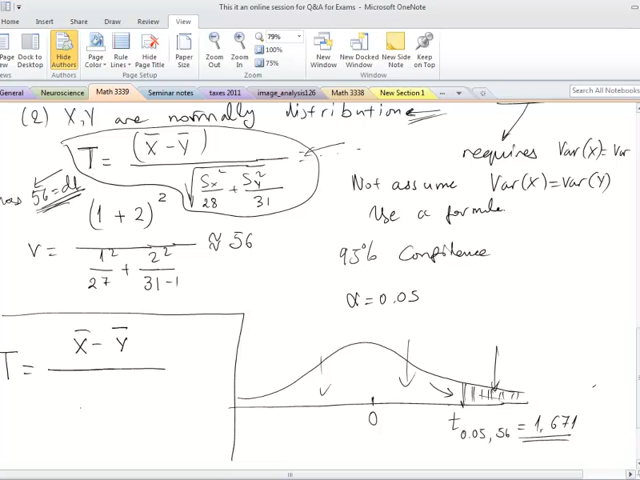 This it an online session for Q&A for Exams. - Microsoft OneNote
Home Insert Share Draw Review View
Dock to Desktop
Full Page View
Hide Authors
Page Color
Rule Lines
Hide Page Title
Zoom Out
Zoom In
79%
100%
75%
New Window
New Docked Window
New Side Note
Authors Page Setup Zoom Window
General Neuroscience Math 3339 Seminar notes taxes 2011 image_analysis126 Math 3338 New Section 1
Search All Notebooks
(2) X, Y are normally distribution
T = (X̄ - Ȳ) / √(Sx²/28 + Sy²/31)
has 56=df
V = (1 + 2)² / (1²/27 + 2²/(31-1)) ≈ 56
requires Var(X)=Var
Not assume Var(X)=Var(Y)
Use a formula.
95% Confidence
α = 0.05
T = X̄ - Ȳ
0
t0.05, 56 = 1,671